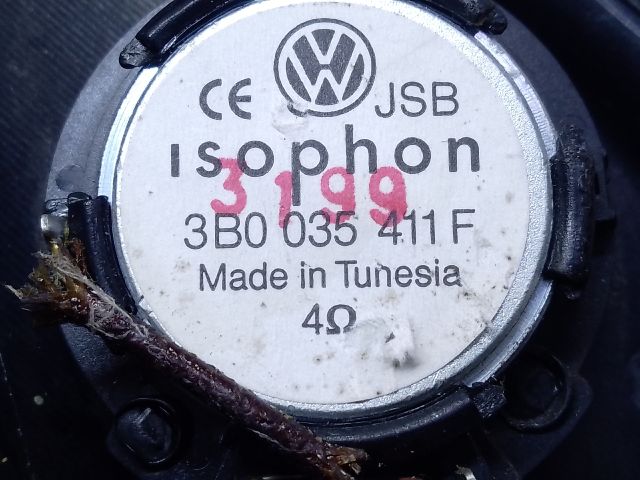 VW
CE JSB
isophon
3199
3B0 035 411 F
Made in Tunesia
4Ω